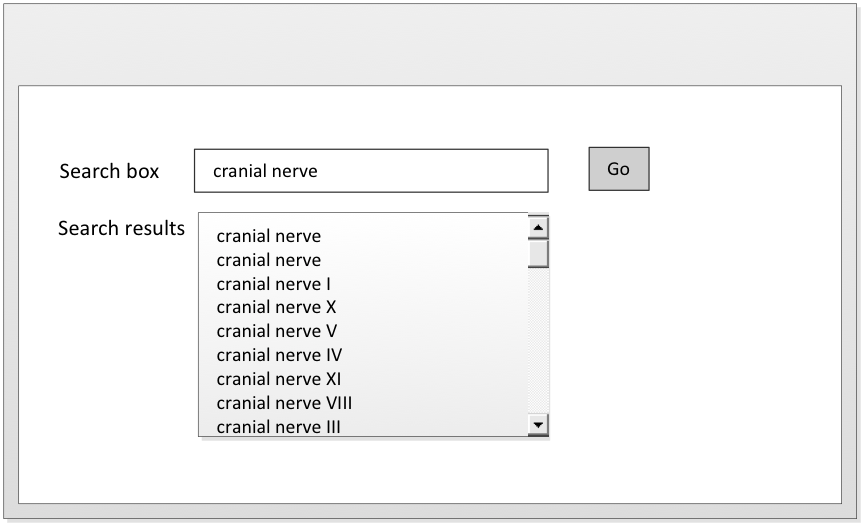 Search box
cranial nerve
Go
Search results
cranial nerve
cranial nerve
cranial nerve I
cranial nerve X
cranial nerve V
cranial nerve IV
cranial nerve XI
cranial nerve VIII
cranial nerve III